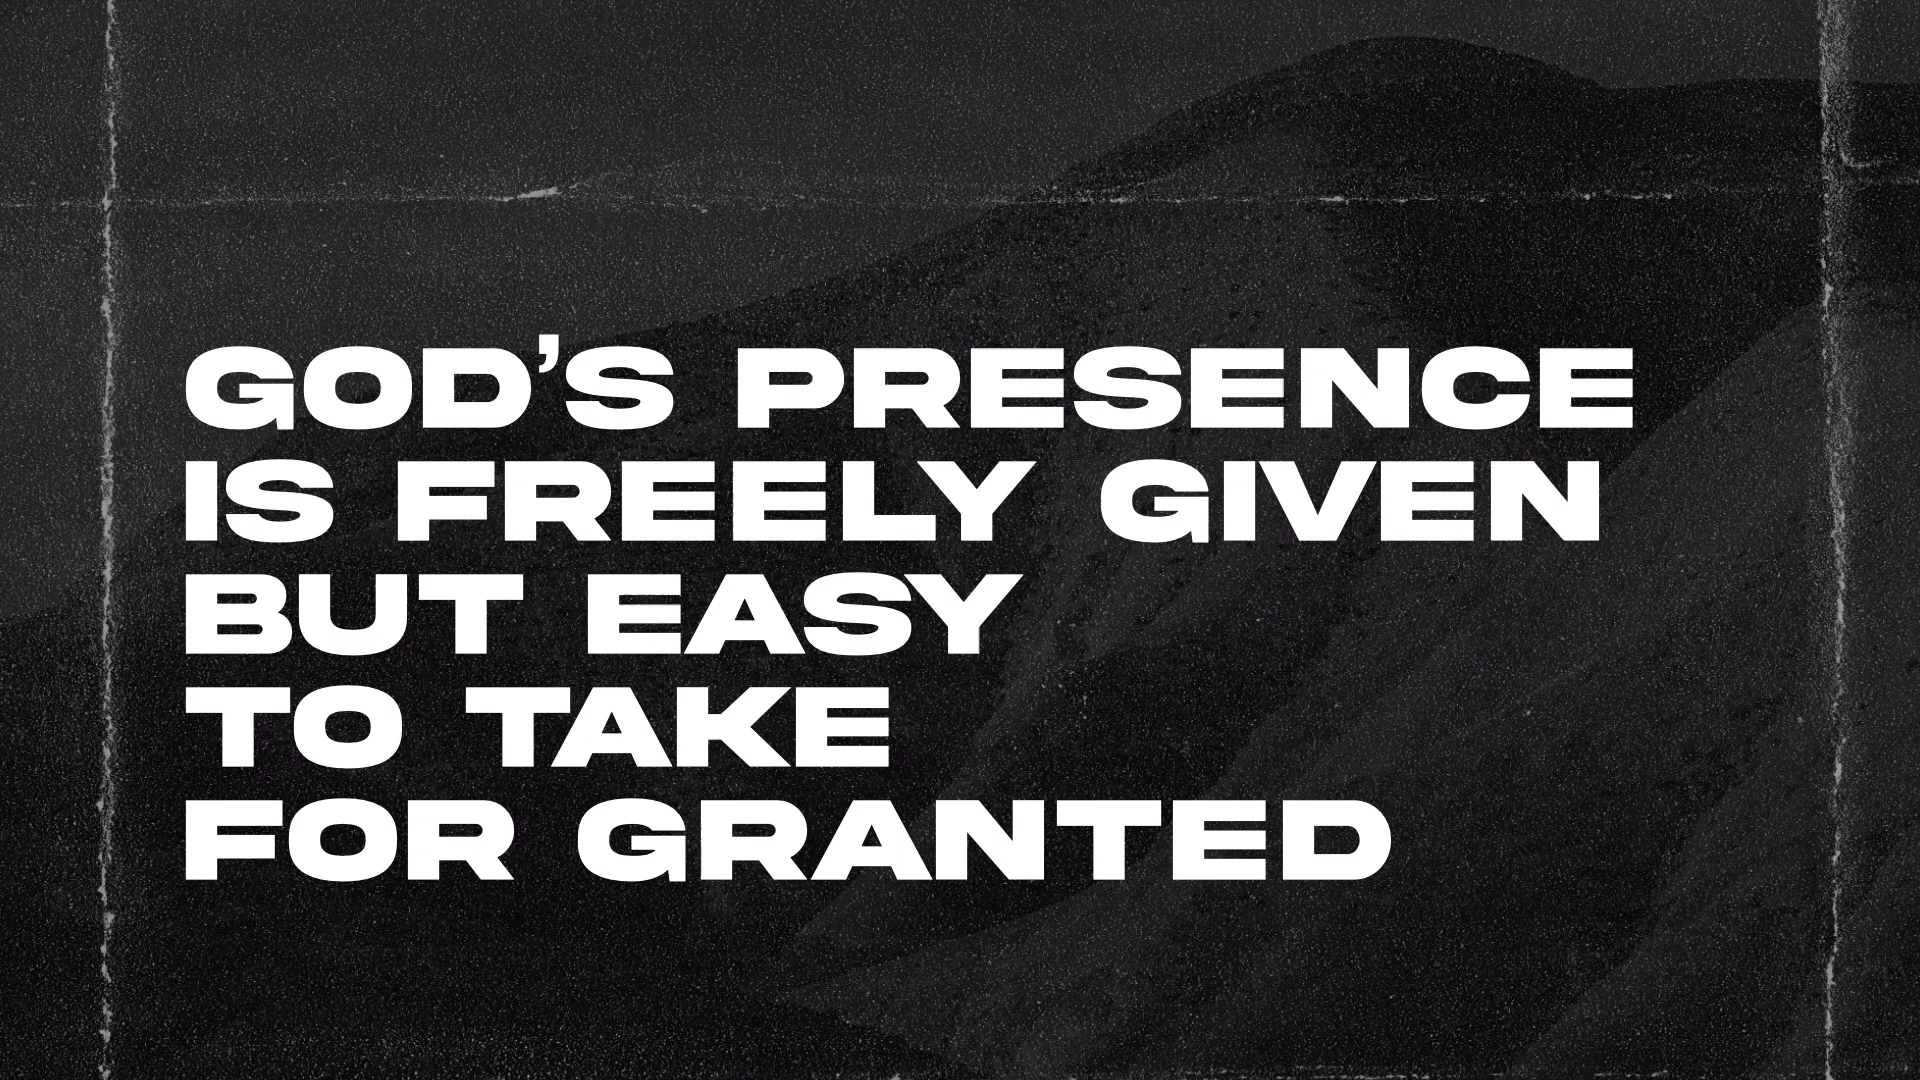 GOD’S PRESENCE
IS FREELY GIVEN
BUT EASY
TO TAKE
FOR GRANTED